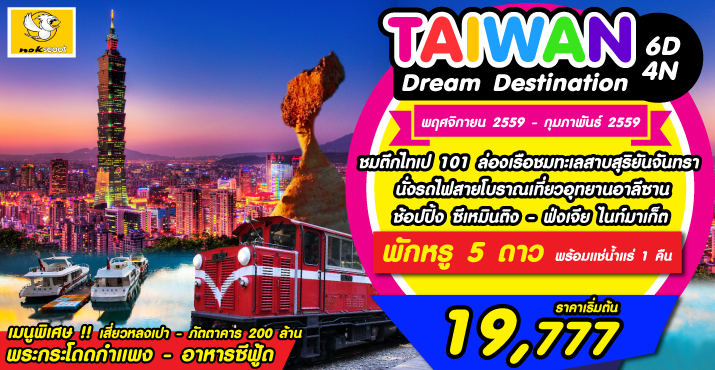 nokscoot
TAIWAN
Dream Destination
6D
4N
พฤศจิกายน 2559 - กุมภาพันธ์ 2559
ชมตึกไทเป 101 ล่องเรือชมทะเลสาบสุริยันจันทรา
นั่งรถไฟสายโบราณเที่ยวอุทยานอาลีซาน
ช้อปปิ้ง ซีเหมินติง - ฟงเจีย ไนท์มาเก็ต
พักหรู 5 ดาว พร้อมแช่น้ำแร่ 1 คืน
ราคาเริ่มต้น
19,777
เมนูพิเศษ !! เสี่ยวหลงเปา - ภัตตาคาร 200 ล้าน
พระกระโดดกำแพง - อาหารซีฟู้ด